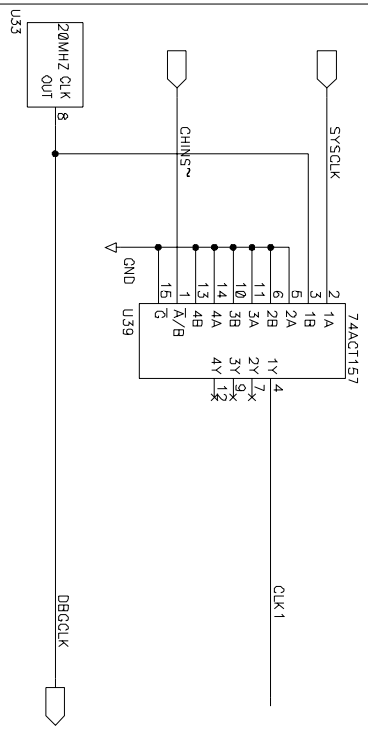 74ACT157
SYSCLK
2 1A
3 1B
5 2A
CLK1
6 2B 1Y 4
11 3A 2Y 7
10 3B 3Y 9
14 4A 4Y 12
13 4B
CHINS~
1 A̅/B
15 G̅
U39
GND
20MHZ CLK
OUT
8
DBGCLK
U33